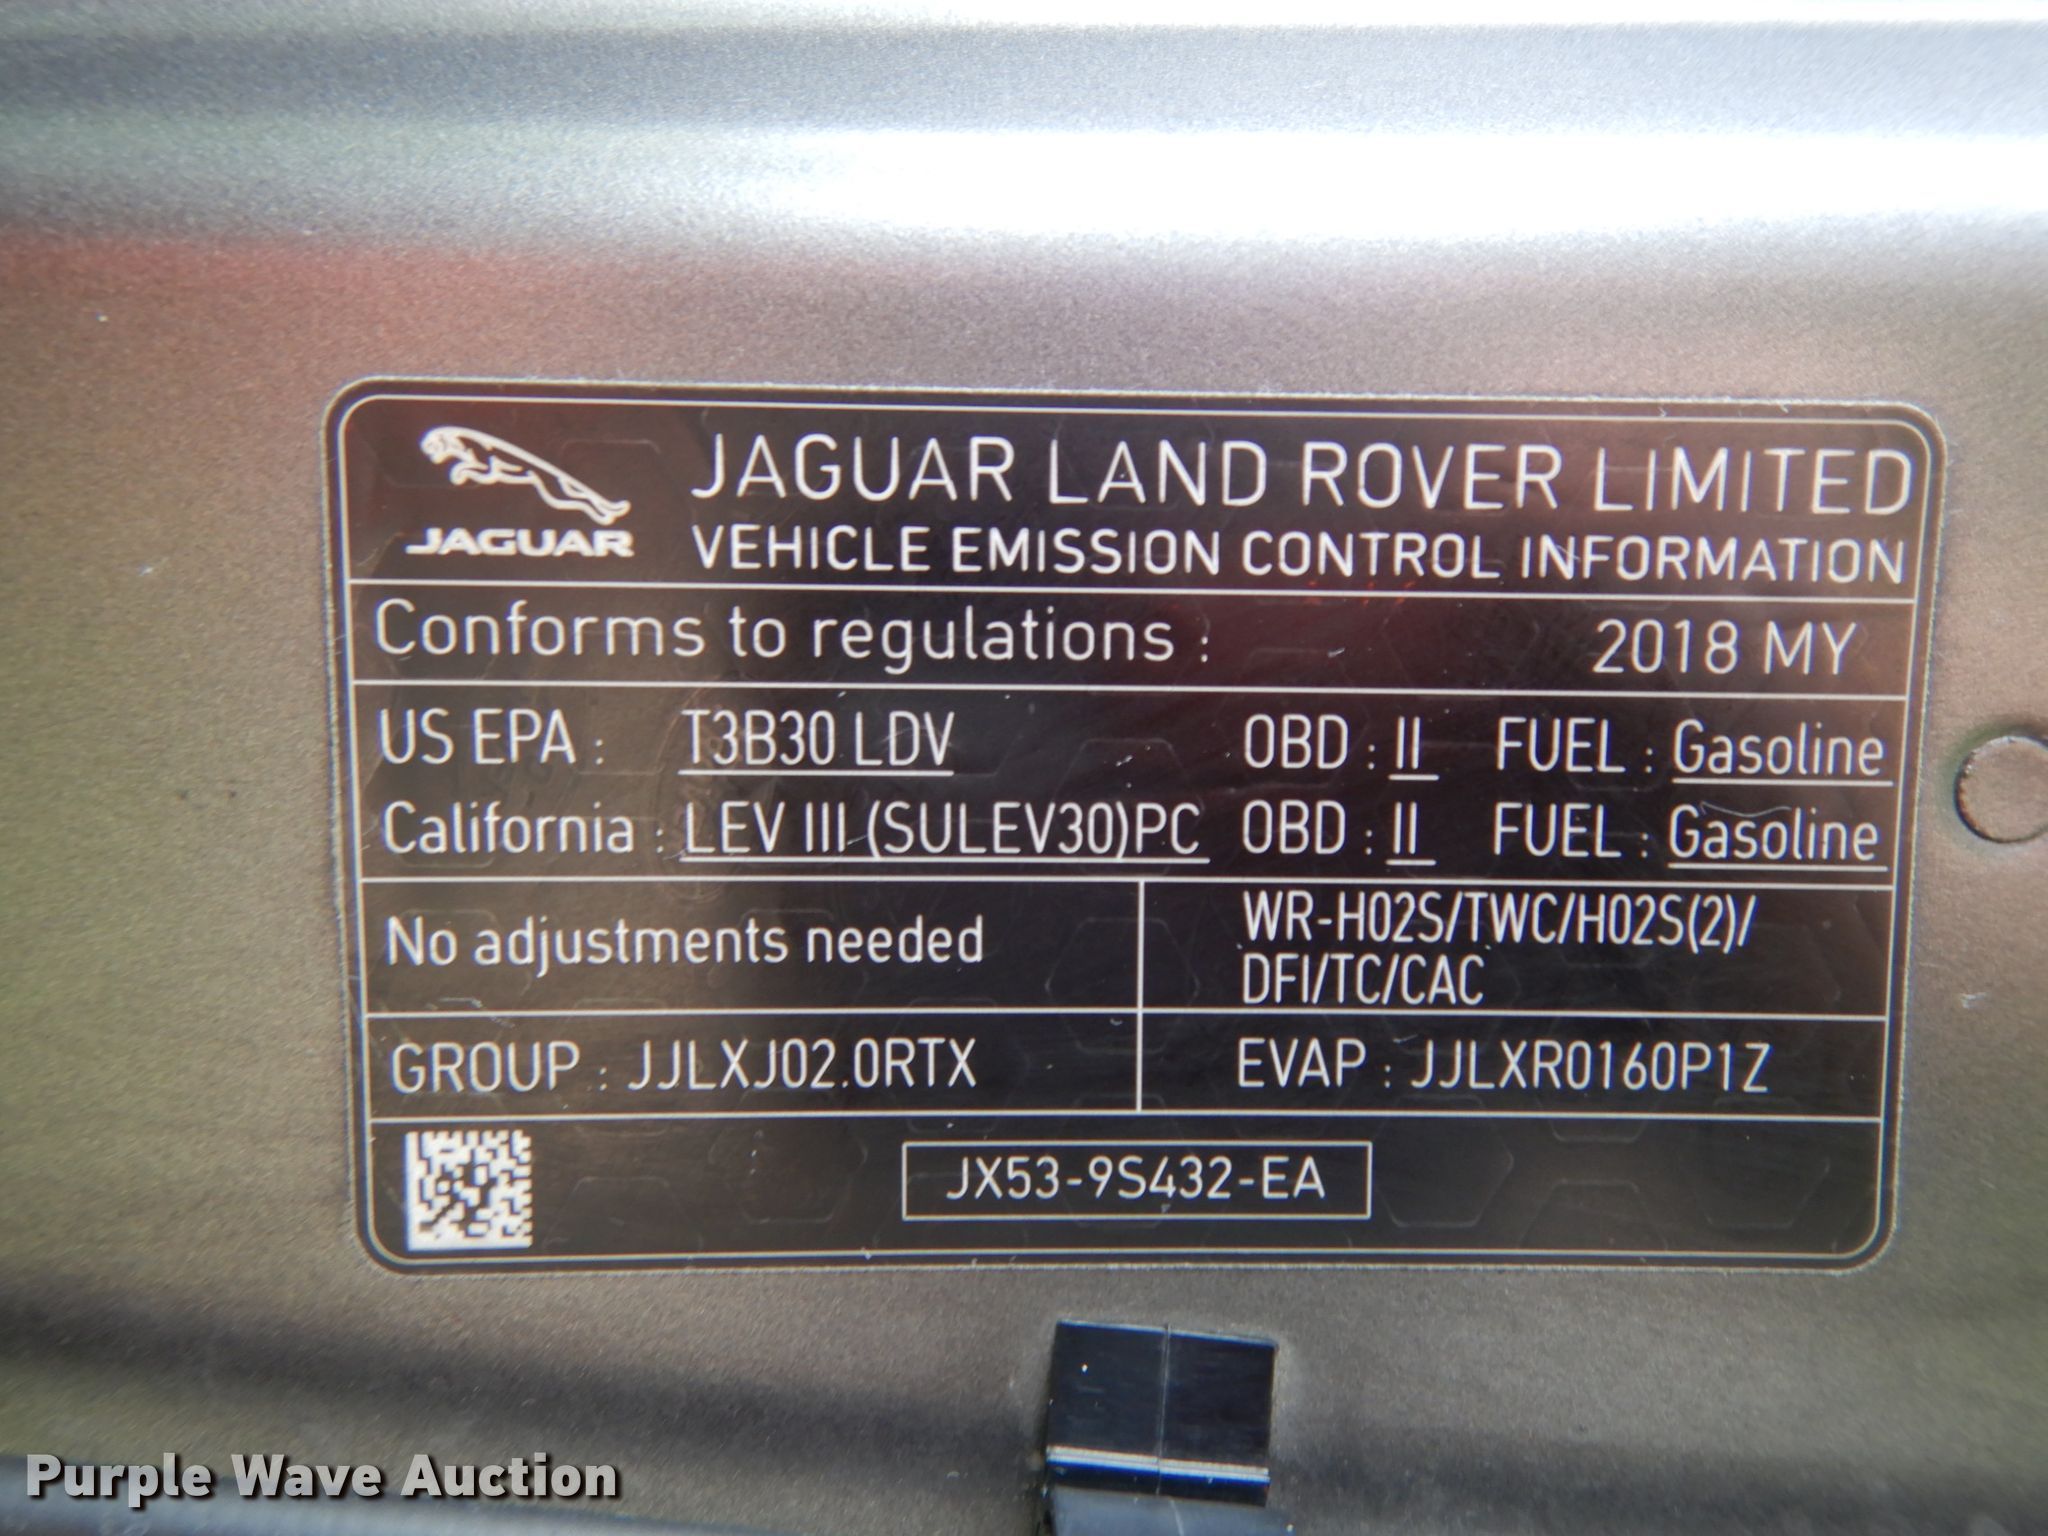 JAGUAR
JAGUAR LAND ROVER LIMITED
VEHICLE EMISSION CONTROL INFORMATION
Conforms to regulations : 2018 MY
US EPA : T3B30 LDV OBD : II FUEL : Gasoline
California : LEV III (SULEV30)PC OBD : II FUEL : Gasoline
No adjustments needed
WR-HO2S/TWC/HO2S(2)/
DFI/TC/CAC
GROUP : JJLXJ02.0RTX
EVAP : JJLXR0160P1Z
JX53-9S432-EA
Purple Wave Auction